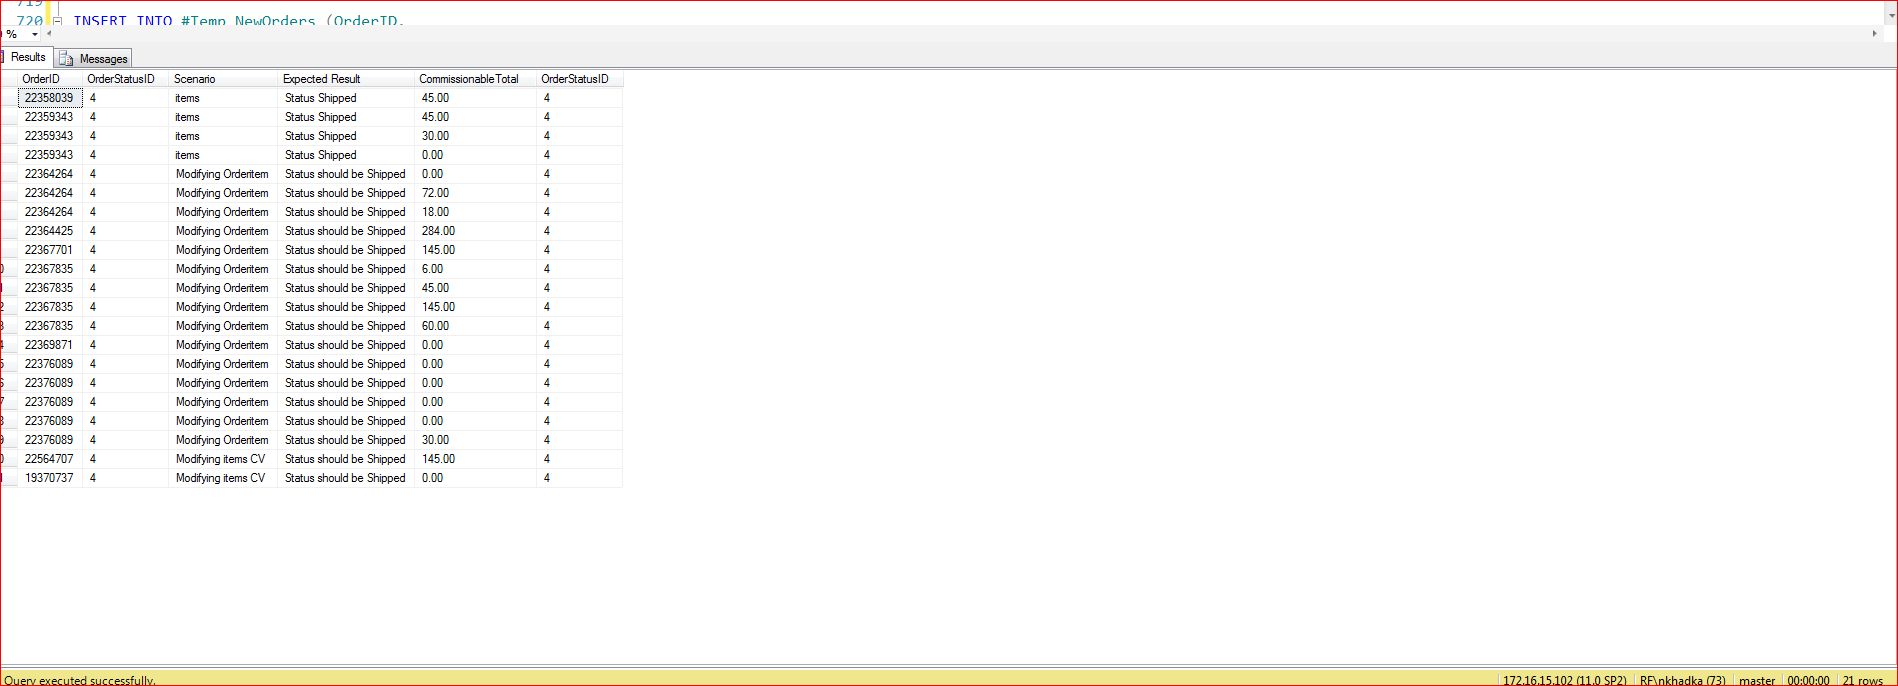 719
720 INSERT INTO #Temp_NewOrders (OrderID,
%
Results Messages
OrderID OrderStatusID Scenario Expected Result CommissionableTotal OrderStatusID
22358039 4 items Status Shipped 45.00 4
22359343 4 items Status Shipped 45.00 4
22359343 4 items Status Shipped 30.00 4
22359343 4 items Status Shipped 0.00 4
22364264 4 Modifying Orderitem Status should be Shipped 0.00 4
22364264 4 Modifying Orderitem Status should be Shipped 72.00 4
22364264 4 Modifying Orderitem Status should be Shipped 18.00 4
22364425 4 Modifying Orderitem Status should be Shipped 284.00 4
22367701 4 Modifying Orderitem Status should be Shipped 145.00 4
0 22367835 4 Modifying Orderitem Status should be Shipped 6.00 4
1 22367835 4 Modifying Orderitem Status should be Shipped 45.00 4
2 22367835 4 Modifying Orderitem Status should be Shipped 145.00 4
3 22367835 4 Modifying Orderitem Status should be Shipped 60.00 4
4 22369871 4 Modifying Orderitem Status should be Shipped 0.00 4
5 22376089 4 Modifying Orderitem Status should be Shipped 0.00 4
6 22376089 4 Modifying Orderitem Status should be Shipped 0.00 4
7 22376089 4 Modifying Orderitem Status should be Shipped 0.00 4
8 22376089 4 Modifying Orderitem Status should be Shipped 0.00 4
9 22376089 4 Modifying Orderitem Status should be Shipped 30.00 4
0 22564707 4 Modifying items CV Status should be Shipped 145.00 4
1 19370737 4 Modifying items CV Status should be Shipped 0.00 4
Query executed successfully. 172.16.15.102 (11.0 SP2) RF\nkhadka (73) master 00:00:00 21 rows